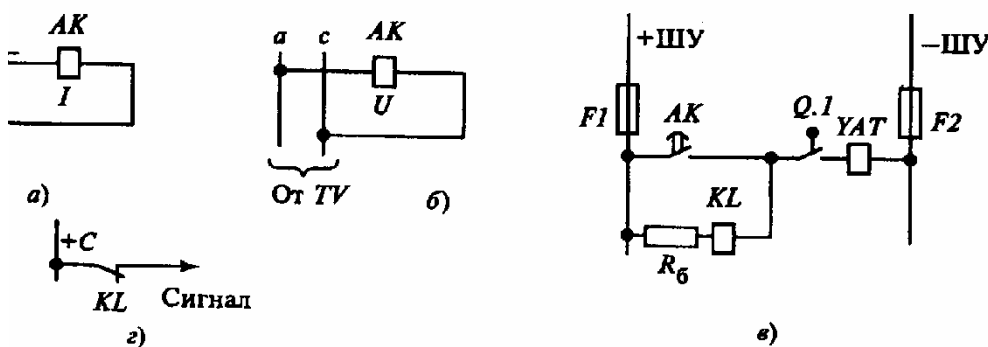 AK
I
а)
a c
AK
U
От TV
б)
+C
KL
Сигнал
г)
+ШУ
−ШУ
F1
AK
Q.1
YAT
F2
KL
Rб
в)